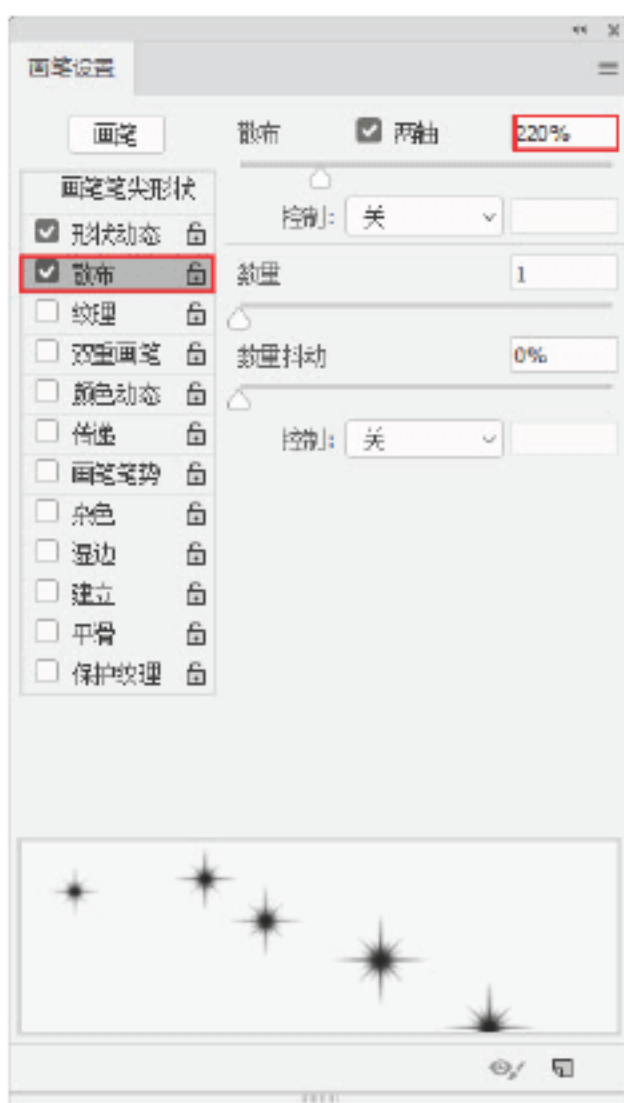 画笔设置
画笔
散布 两轴 220%
画笔笔尖形状
控制: 关
形状动态
散布
数量 1
纹理
双重画笔
数量抖动 0%
颜色动态
传递
控制: 关
画笔笔势
杂色
湿边
建立
平滑
保护纹理